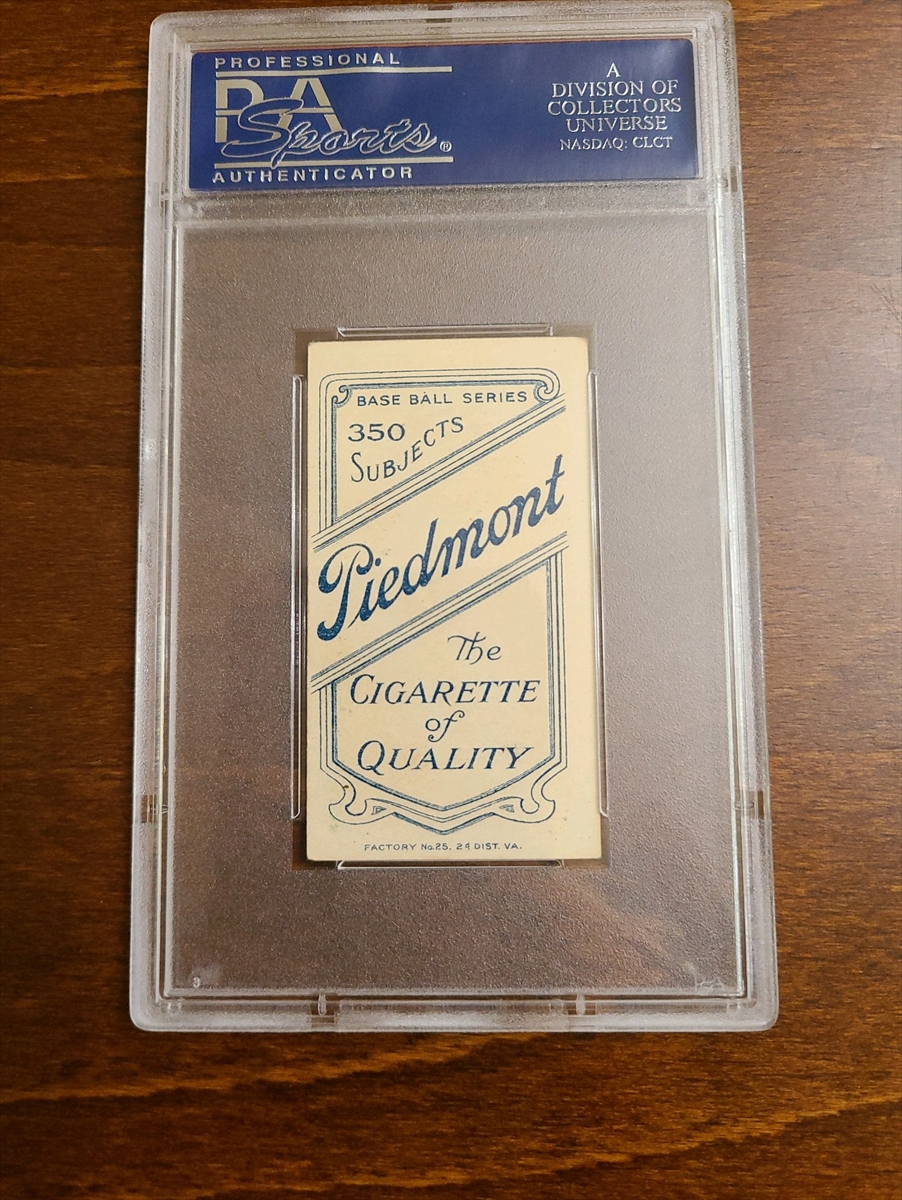 PROFESSIONAL
PSA
Sports®
AUTHENTICATOR
A
DIVISION OF
COLLECTORS
UNIVERSE
NASDAQ: CLCT
BASE BALL SERIES
350
SUBJECTS
Piedmont
The
CIGARETTE
of
QUALITY
FACTORY No. 25, 2d DIST. VA.